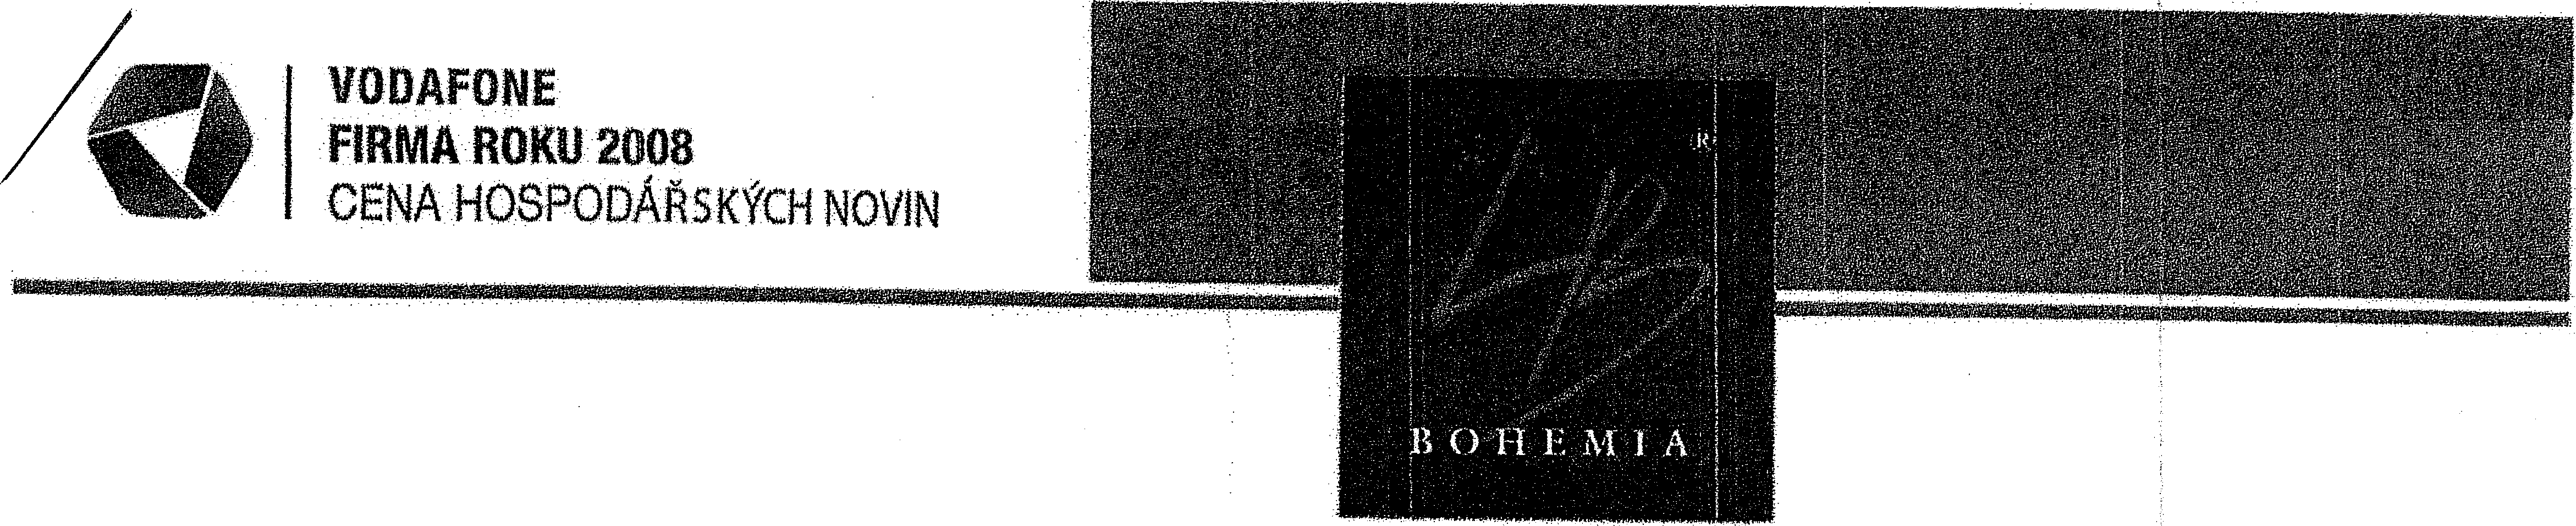 VODAFONE
FIRMA ROKU 2008
CENA HOSPODÁŘSKÝCH NOVIN
®
BOHEMIA